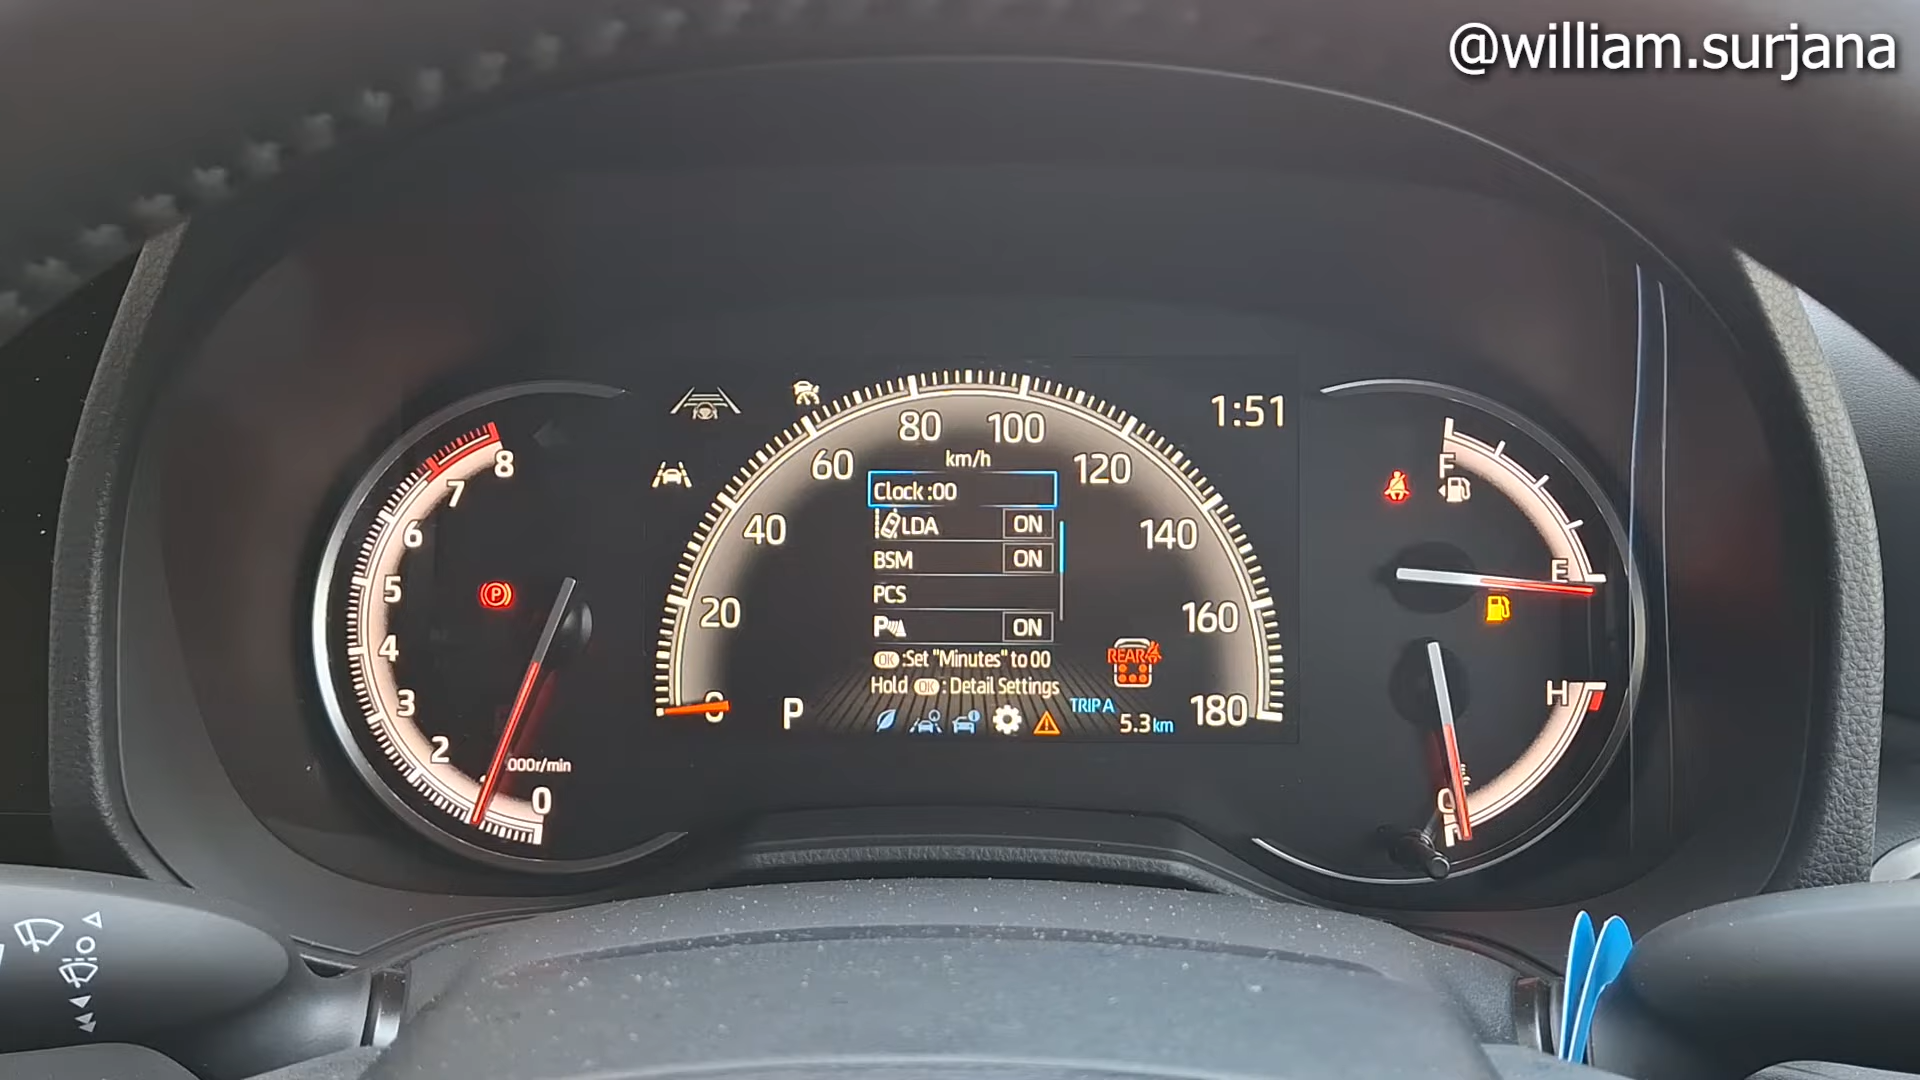 @william.surjana
1:51
80 100
60 km/h 120
40 140
20 160
180
Clock :00
LDA ON
BSM ON
PCS
P ON
OK :Set "Minutes" to 00
Hold OK : Detail Settings
REAR
P
TRIP A
5.3 km
8
7
6
5
4
3
2
0
000r/min
P
F
E
H